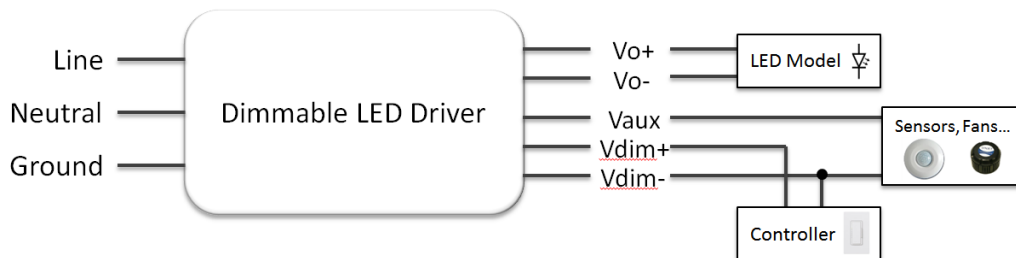 Line
Neutral
Ground
Dimmable LED Driver
Vo+
Vo-
Vaux
Vdim+
Vdim-
LED Model
Sensors, Fans...
Controller